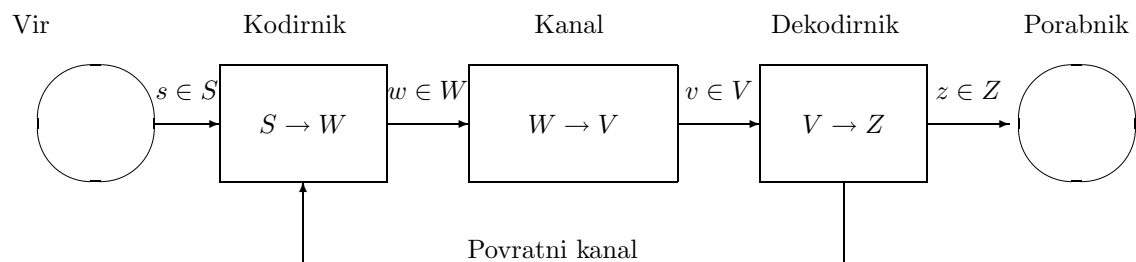 Vir Kodirnik Kanal Dekodirnik Porabnik
s ∈ S w ∈ W v ∈ V z ∈ Z
S → W W → V V → Z
Povratni kanal